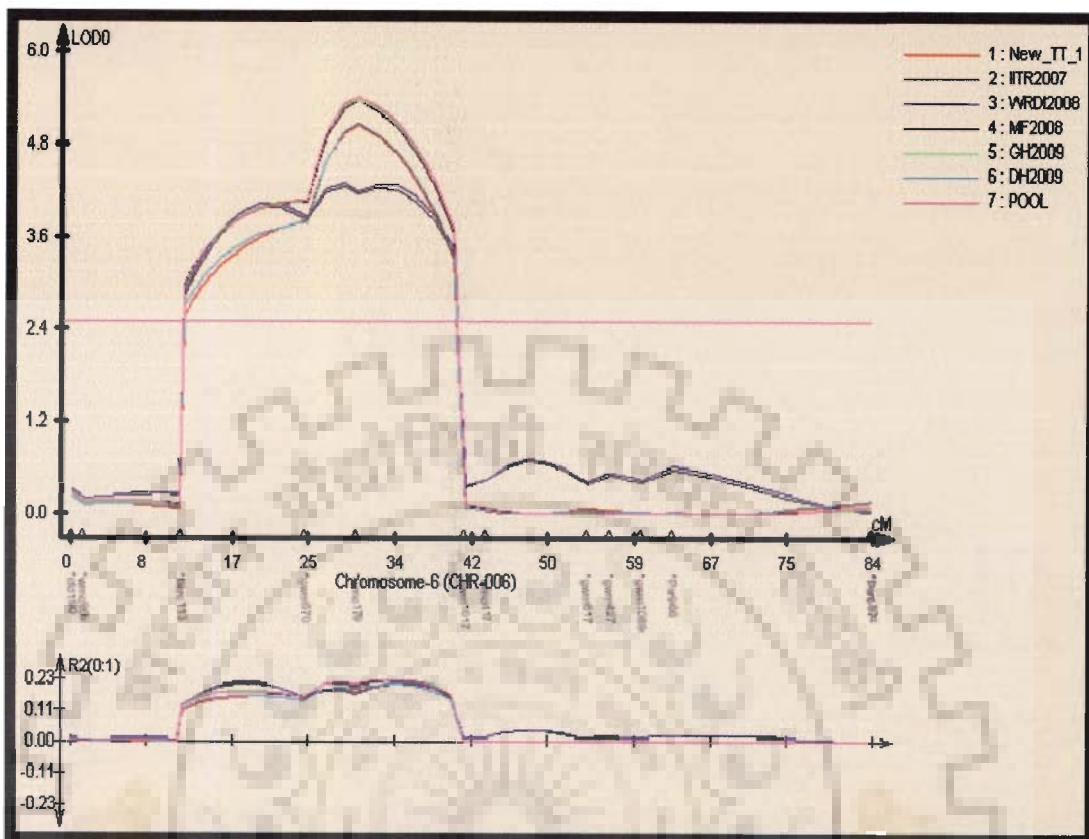 LOD0
6.0
4.8
3.6
2.4
1.2
0.0
1 : New_TT_1
2 : IITR2007
3 : WRDI2008
4 : MF2008
5 : GH2009
6 : DH2009
7 : POOL
cM
0 8 17 25 34 42 50 59 67 75 84
Chromosome-6 (CHR-006)
R2(0:1)
0.23
0.11
0.00
-0.11
-0.23